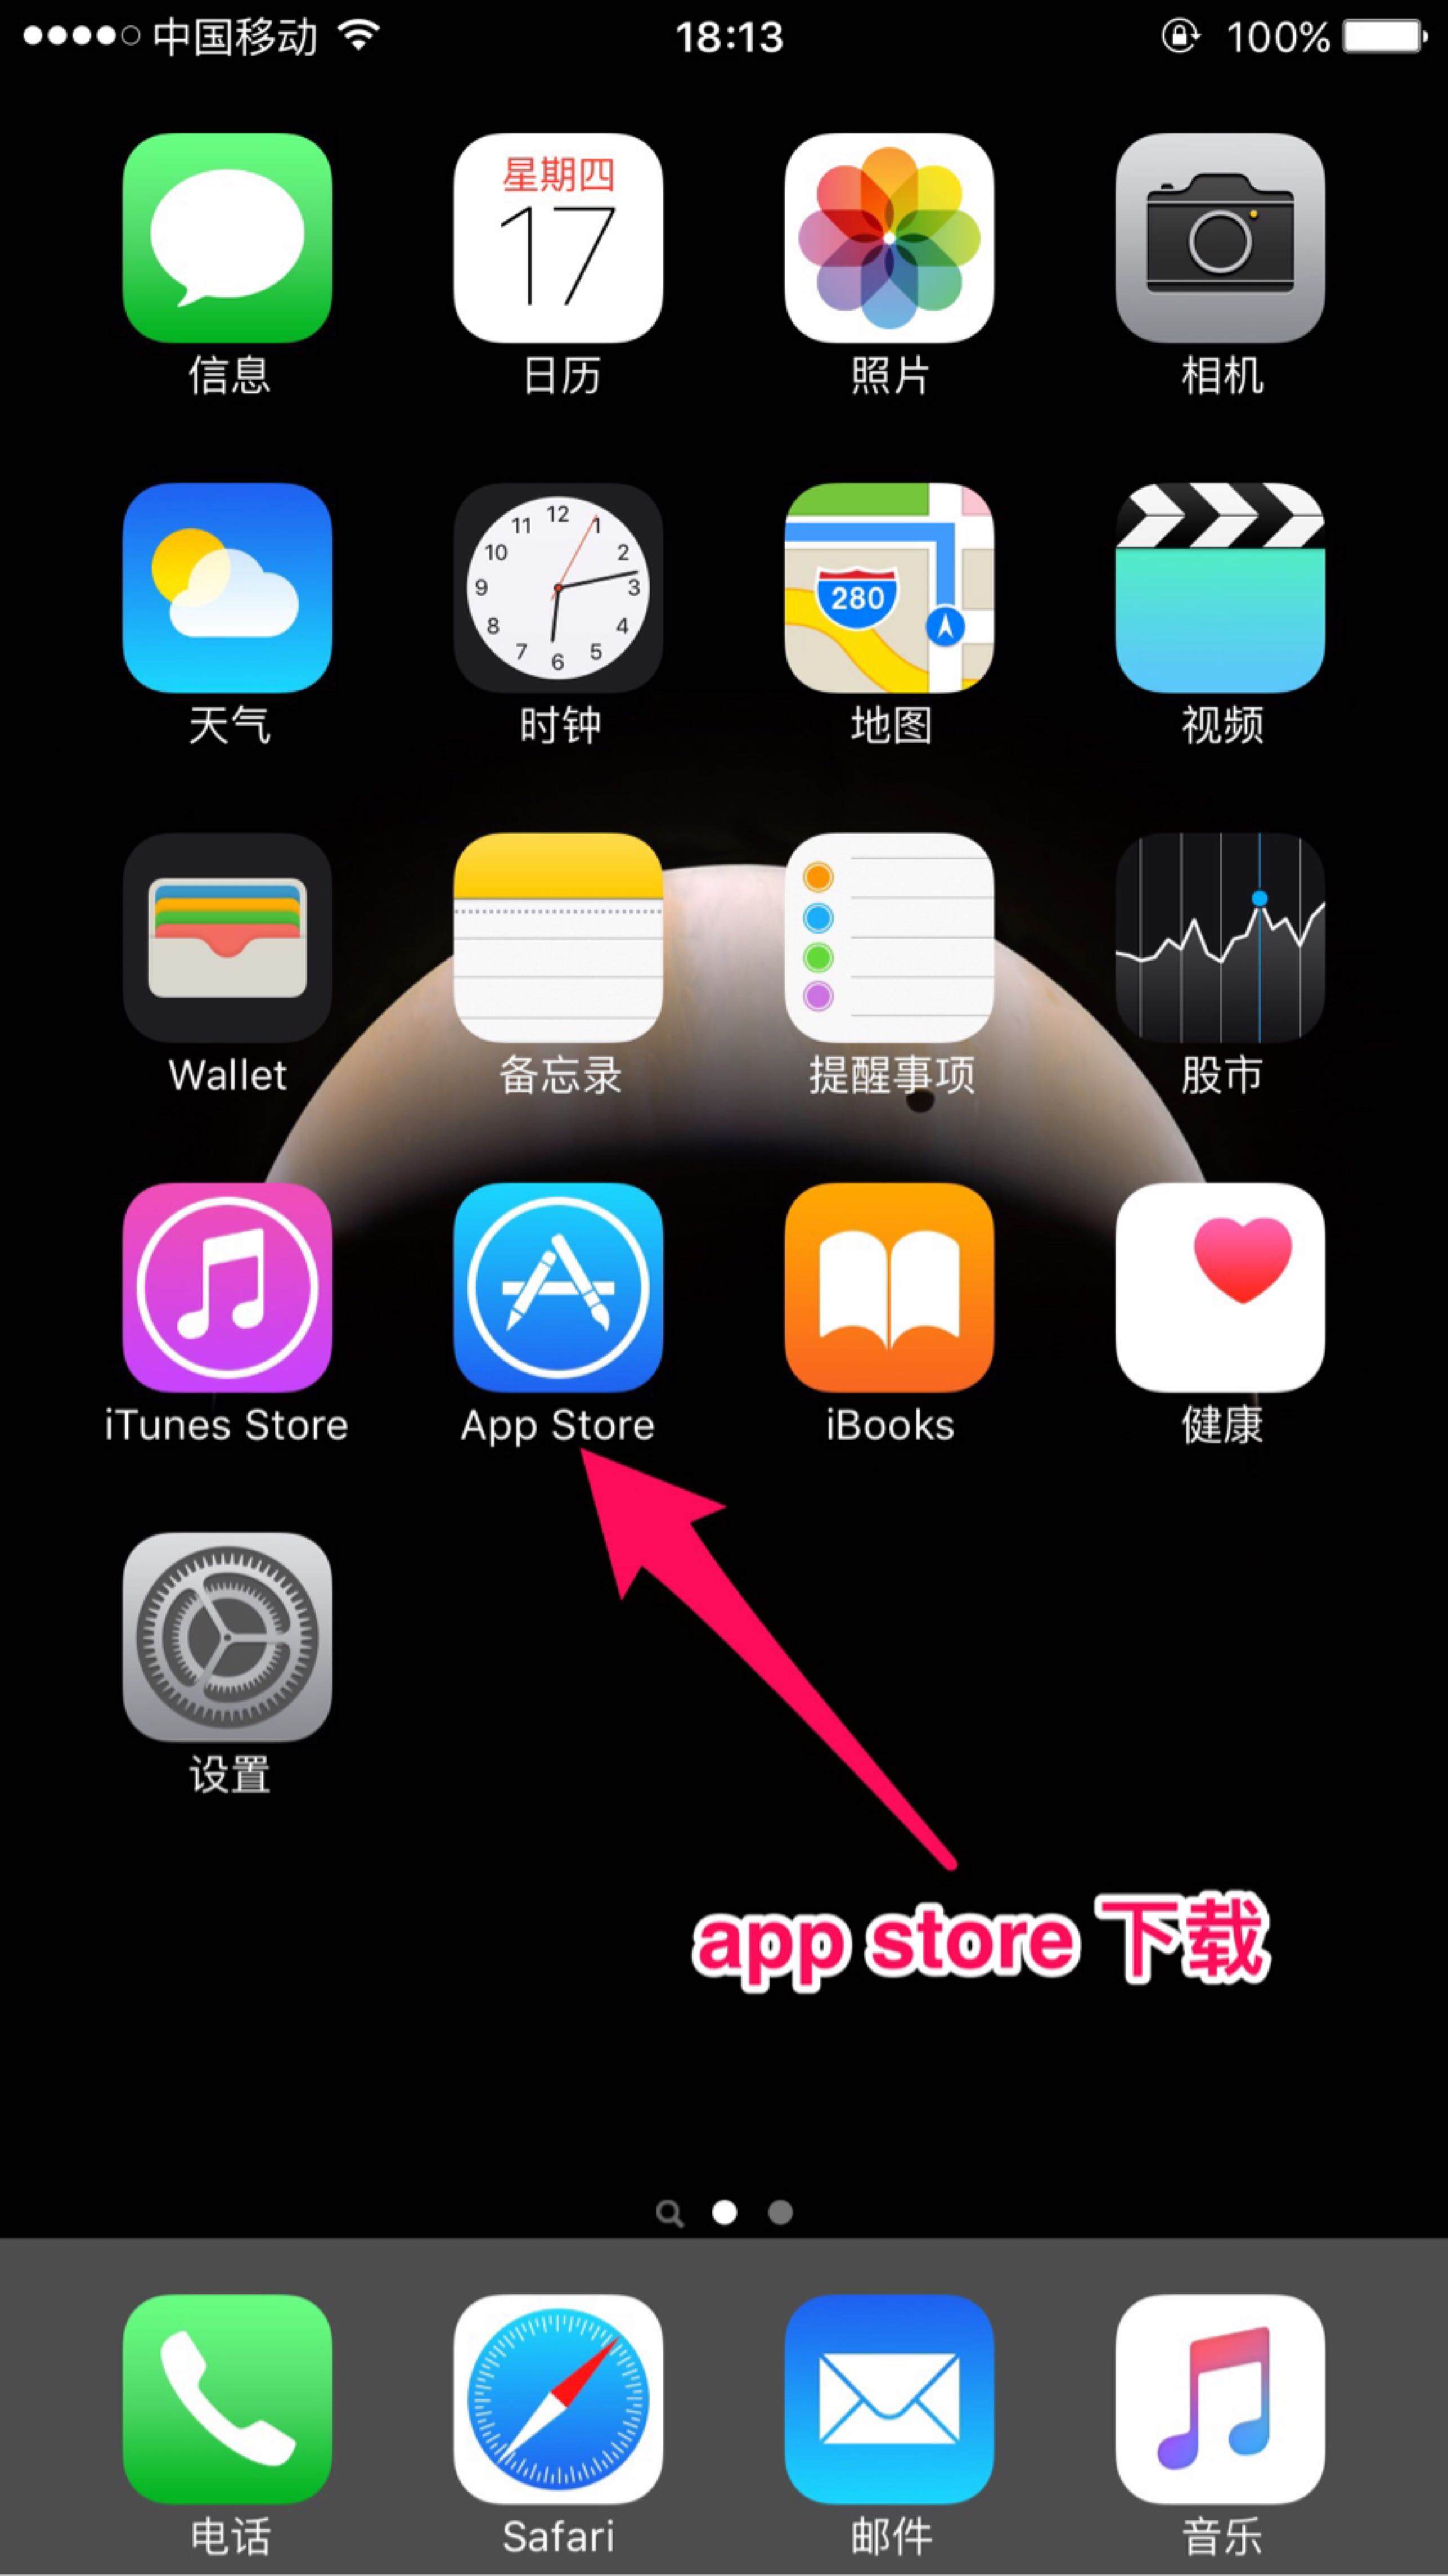 中国移动 18:13 100%
星期四
17
信息 日历 照片 相机
12
11 1
10 2
9 3
8 4
7 5
6
280
天气 时钟 地图 视频
Wallet 备忘录 提醒事项 股市
iTunes Store App Store iBooks 健康
设置
app store 下载
电话 Safari 邮件 音乐